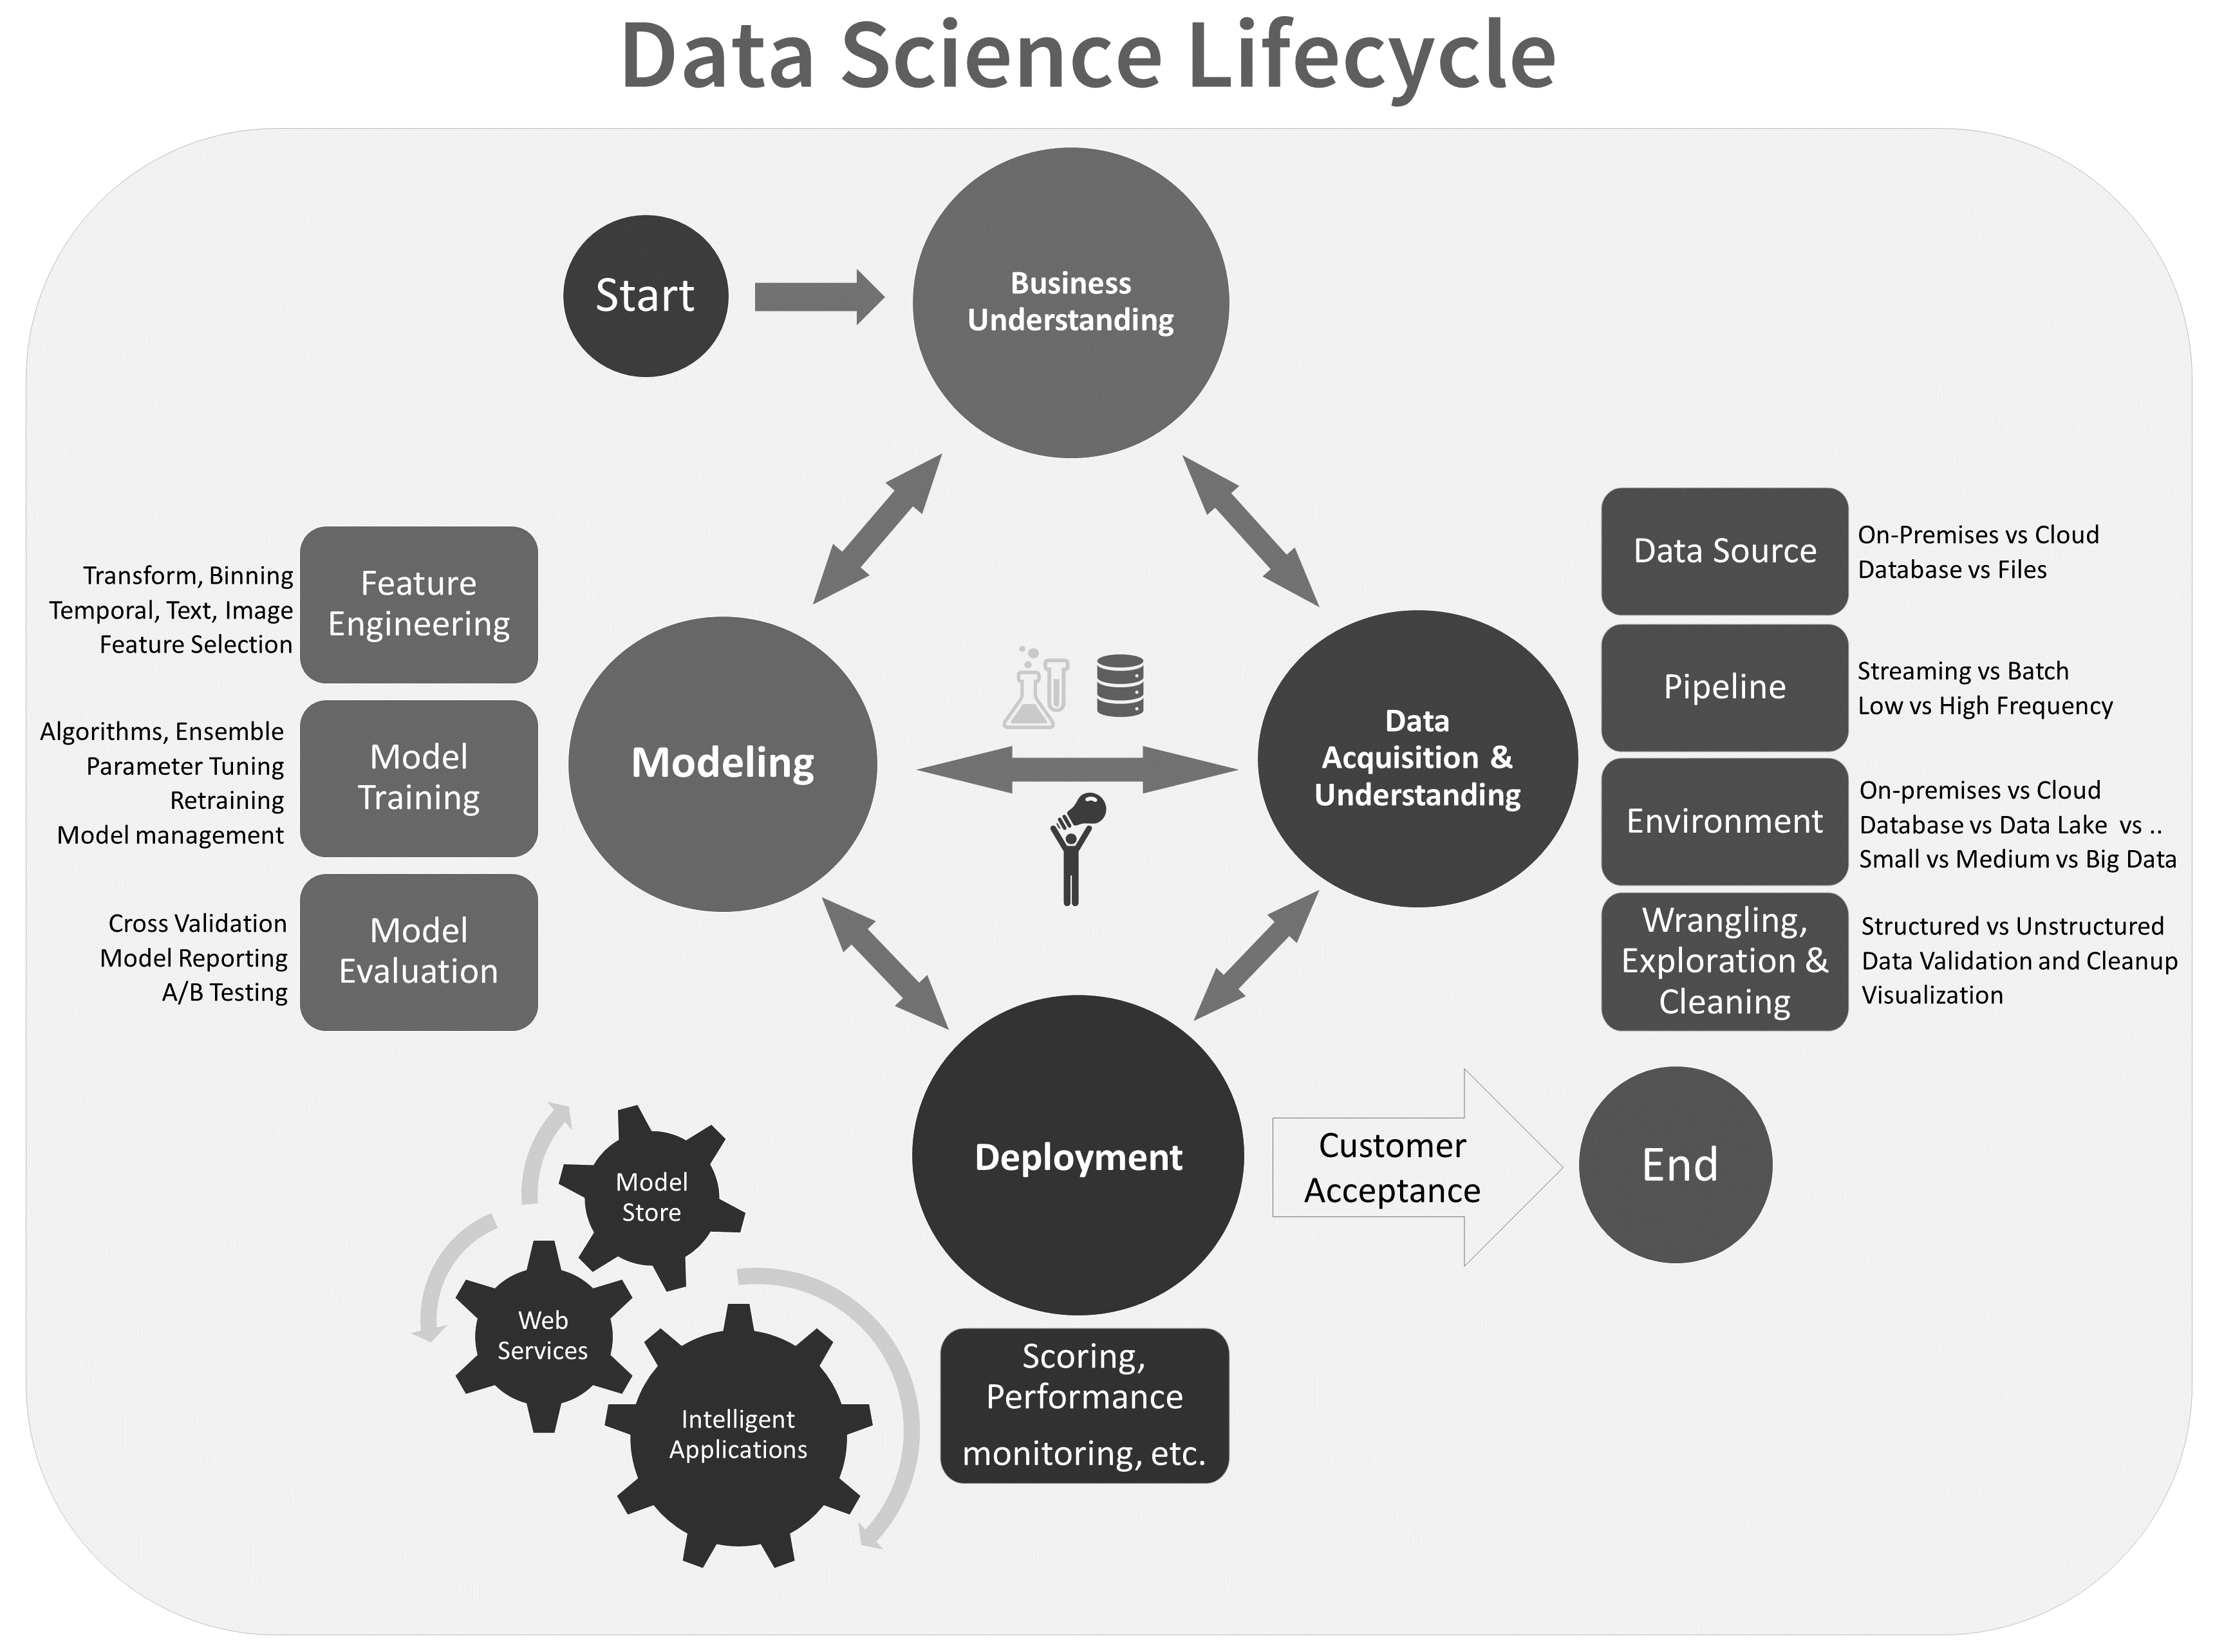 Data Science Lifecycle
Start
Business
Understanding
Transform, Binning
Temporal, Text, Image
Feature Selection
Feature
Engineering
Algorithms, Ensemble
Parameter Tuning
Retraining
Model management
Model
Training
Cross Validation
Model Reporting
A/B Testing
Model
Evaluation
Modeling
Data
Acquisition &
Understanding
Data Source
On-Premises vs Cloud
Database vs Files
Pipeline
Streaming vs Batch
Low vs High Frequency
Environment
On-premises vs Cloud
Database vs Data Lake  vs ..
Small vs Medium vs Big Data
Wrangling,
Exploration &
Cleaning
Structured vs Unstructured
Data Validation and Cleanup
Visualization
Deployment
Customer
Acceptance
End
Model
Store
Web
Services
Intelligent
Applications
Scoring,
Performance
monitoring, etc.